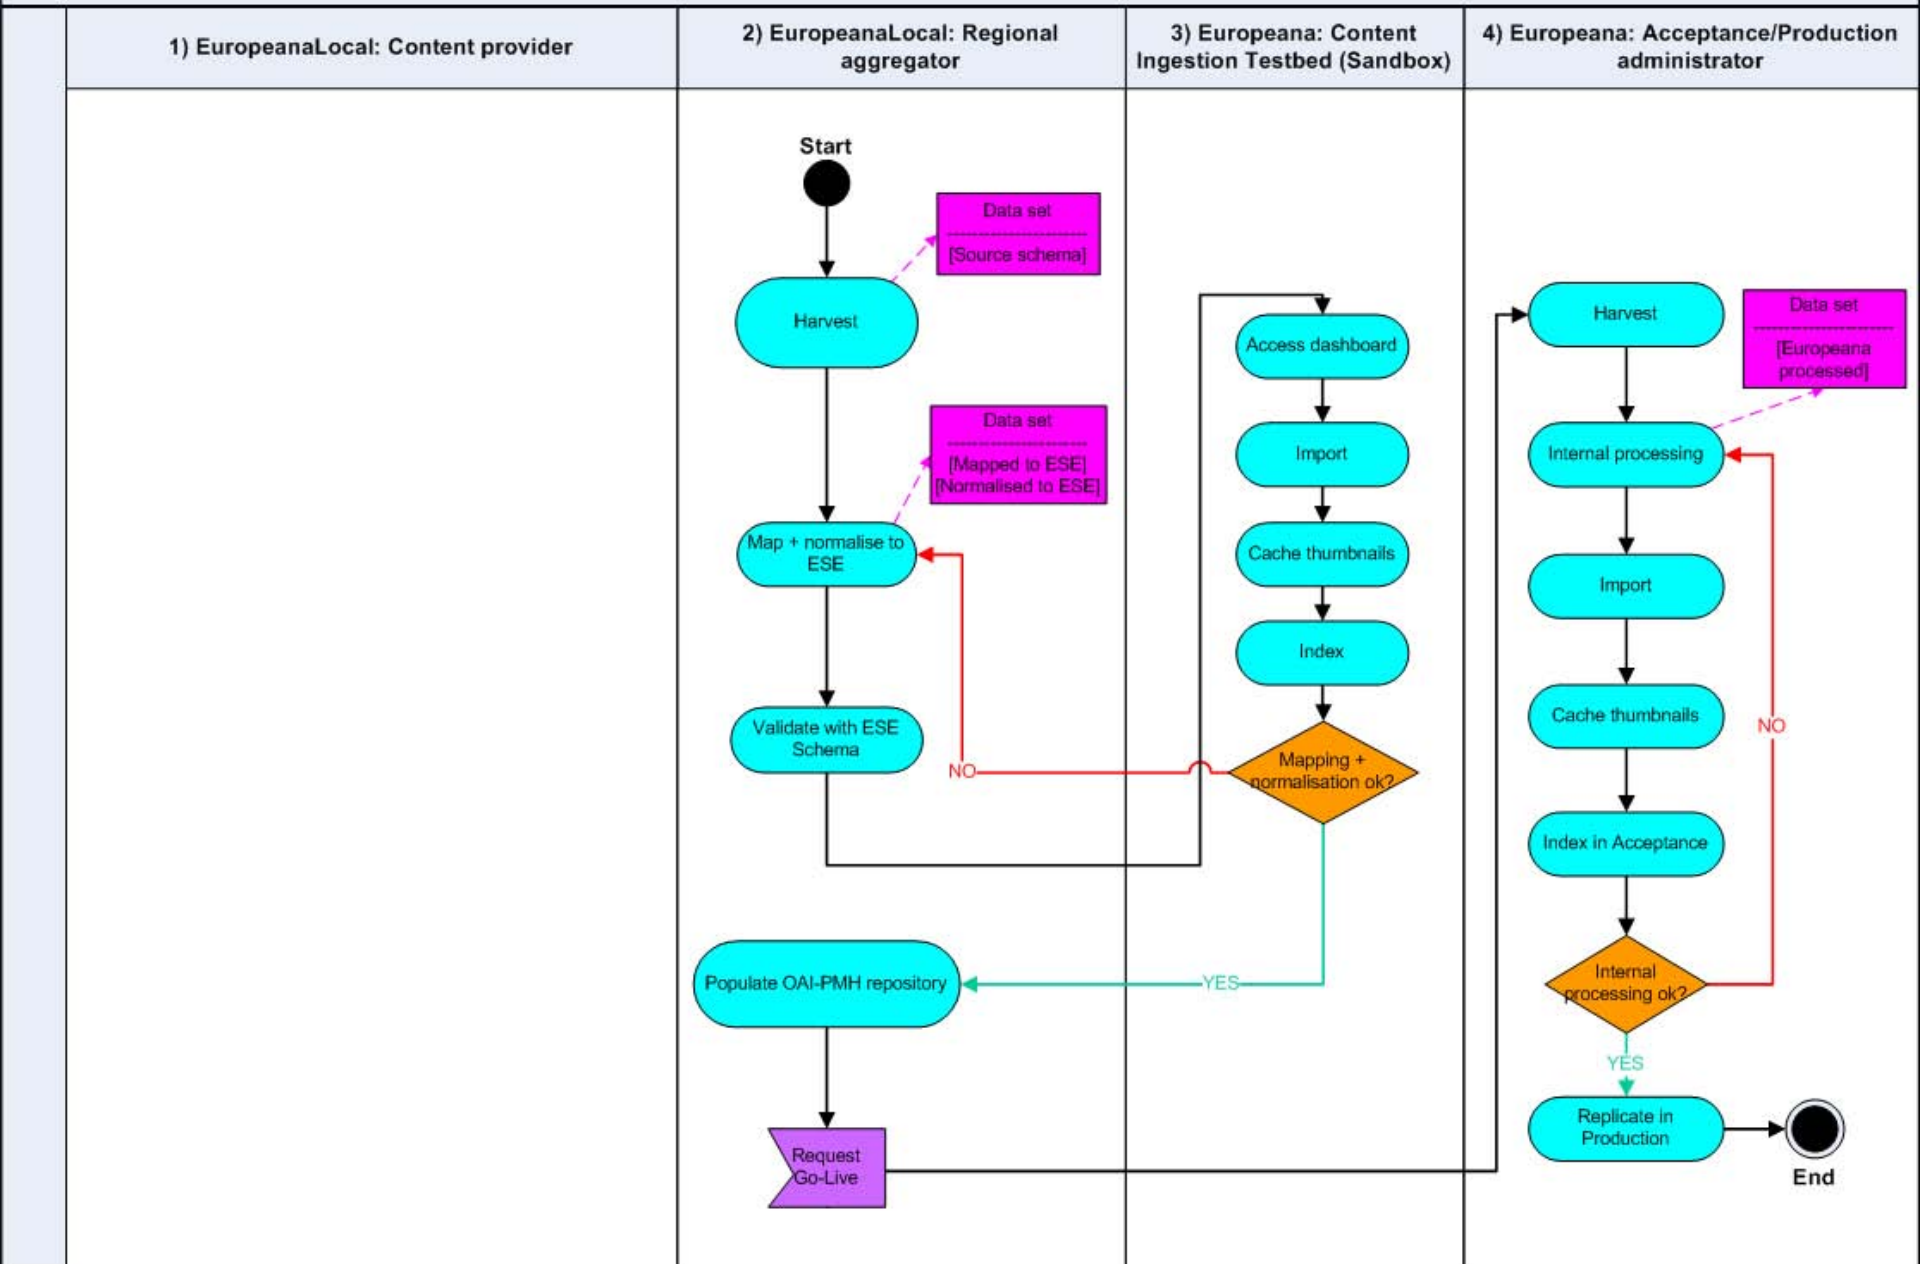 1) EuropeanaLocal: Content provider
2) EuropeanaLocal: Regional
aggregator
3) Europeana: Content
Ingestion Testbed (Sandbox)
4) Europeana: Acceptance/Production
administrator
Start
Data set
[Source schema]
Harvest
Data set
[Mapped to ESE]
[Normalised to ESE]
Map + normalise to
ESE
Validate with ESE
Schema
NO
Populate OAI-PMH repository
Request
Go-Live
Access dashboard
Import
Cache thumbnails
Index
Mapping +
normalisation ok?
YES
Harvest
Data set
[Europeana
processed]
Internal processing
Import
Cache thumbnails
NO
Index in Acceptance
Internal
processing ok?
YES
Replicate in
Production
End